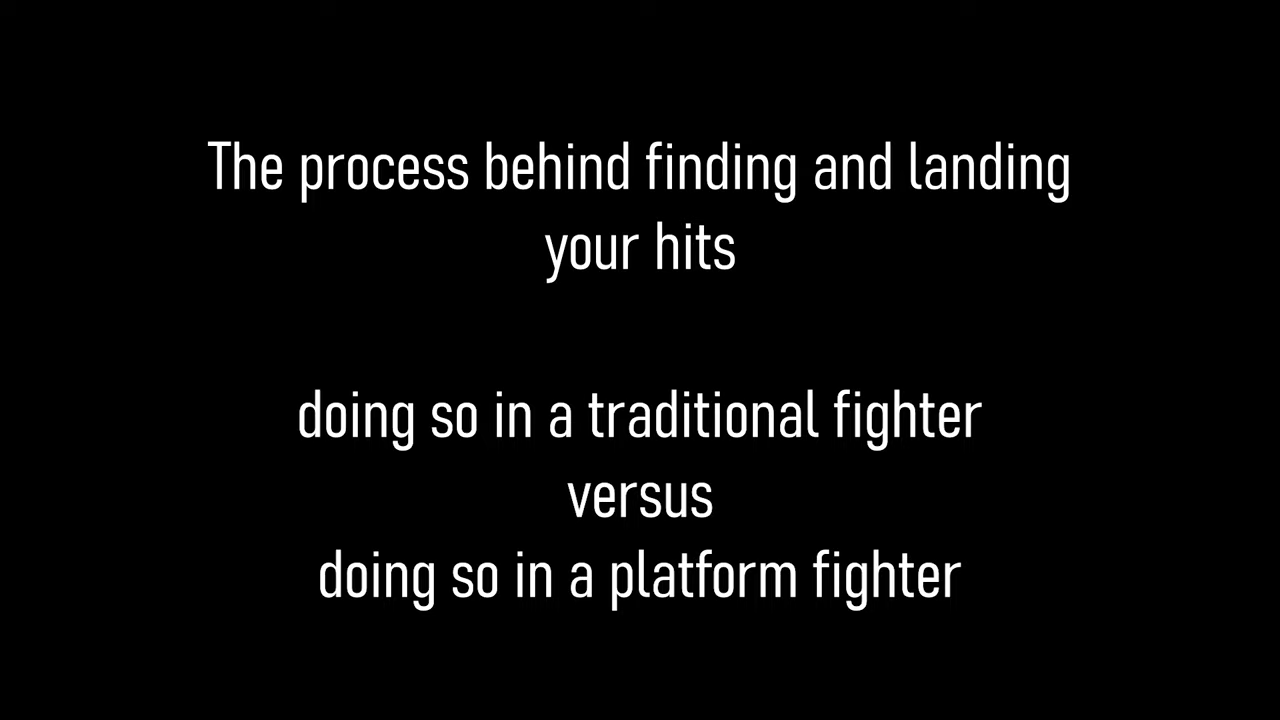 The process behind finding and landing
your hits
doing so in a traditional fighter
versus
doing so in a platform fighter